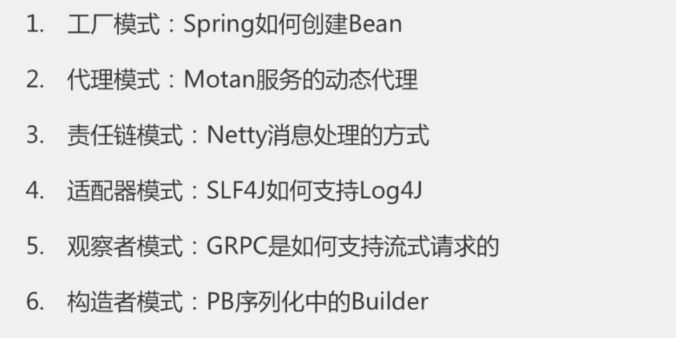 1. 工厂模式：Spring如何创建Bean
2. 代理模式：Motan服务的动态代理
3. 责任链模式：Netty消息处理的方式
4. 适配器模式：SLF4J如何支持Log4J
5. 观察者模式：GRPC是如何支持流式请求的
6. 构造者模式：PB序列化中的Builder